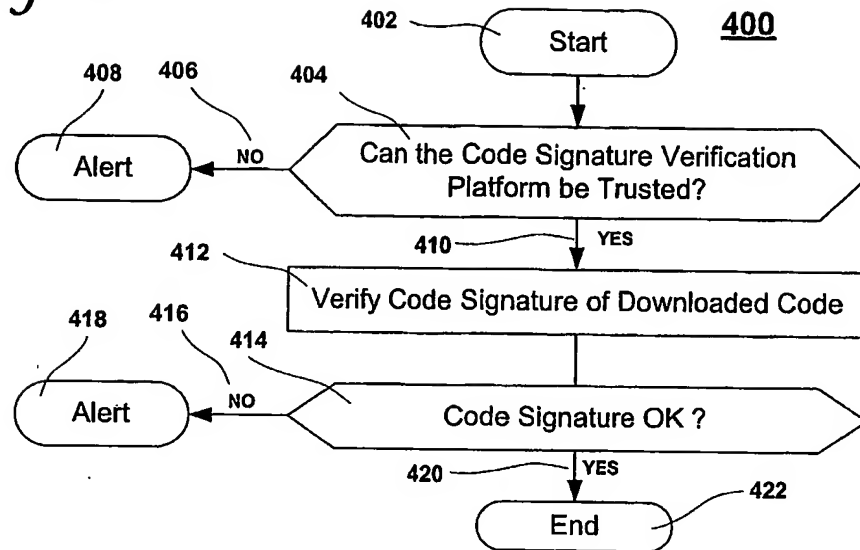 402
Start
400
408
406
404
Alert
NO
Can the Code Signature Verification
Platform be Trusted?
410
YES
412
Verify Code Signature of Downloaded Code
418
416
414
Alert
NO
Code Signature OK ?
420
YES
End
422